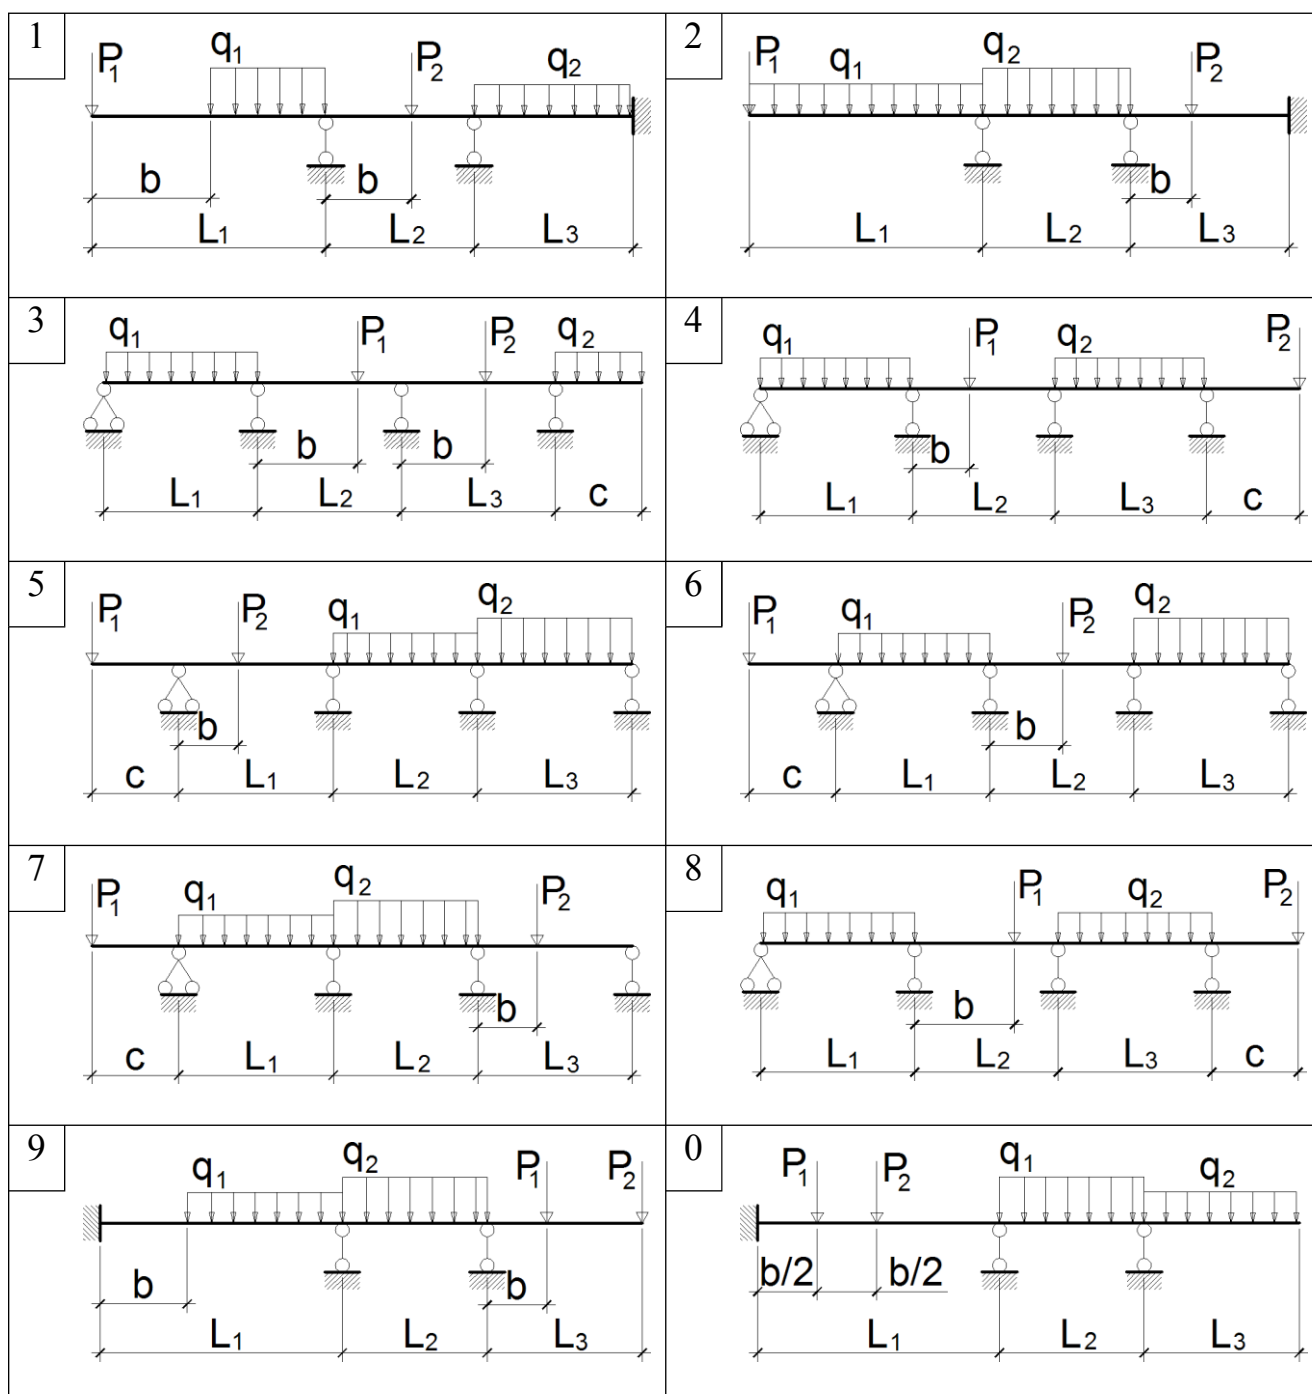 1
P1 q1 P2 q2
b b
L1 L2 L3
2
P1 q1 q2 P2
b
L1 L2 L3
3
q1 P1 P2 q2
b b
L1 L2 L3 c
4
q1 P1 q2 P2
b
L1 L2 L3 c
5
P1 P2 q1 q2
b
c L1 L2 L3
6
P1 q1 P2 q2
b
c L1 L2 L3
7
P1 q1 q2 P2
b
c L1 L2 L3
8
q1 P1 q2 P2
b
L1 L2 L3 c
9
q1 q2 P1 P2
b b
L1 L2 L3
0
P1 P2 q1 q2
b/2 b/2
L1 L2 L3